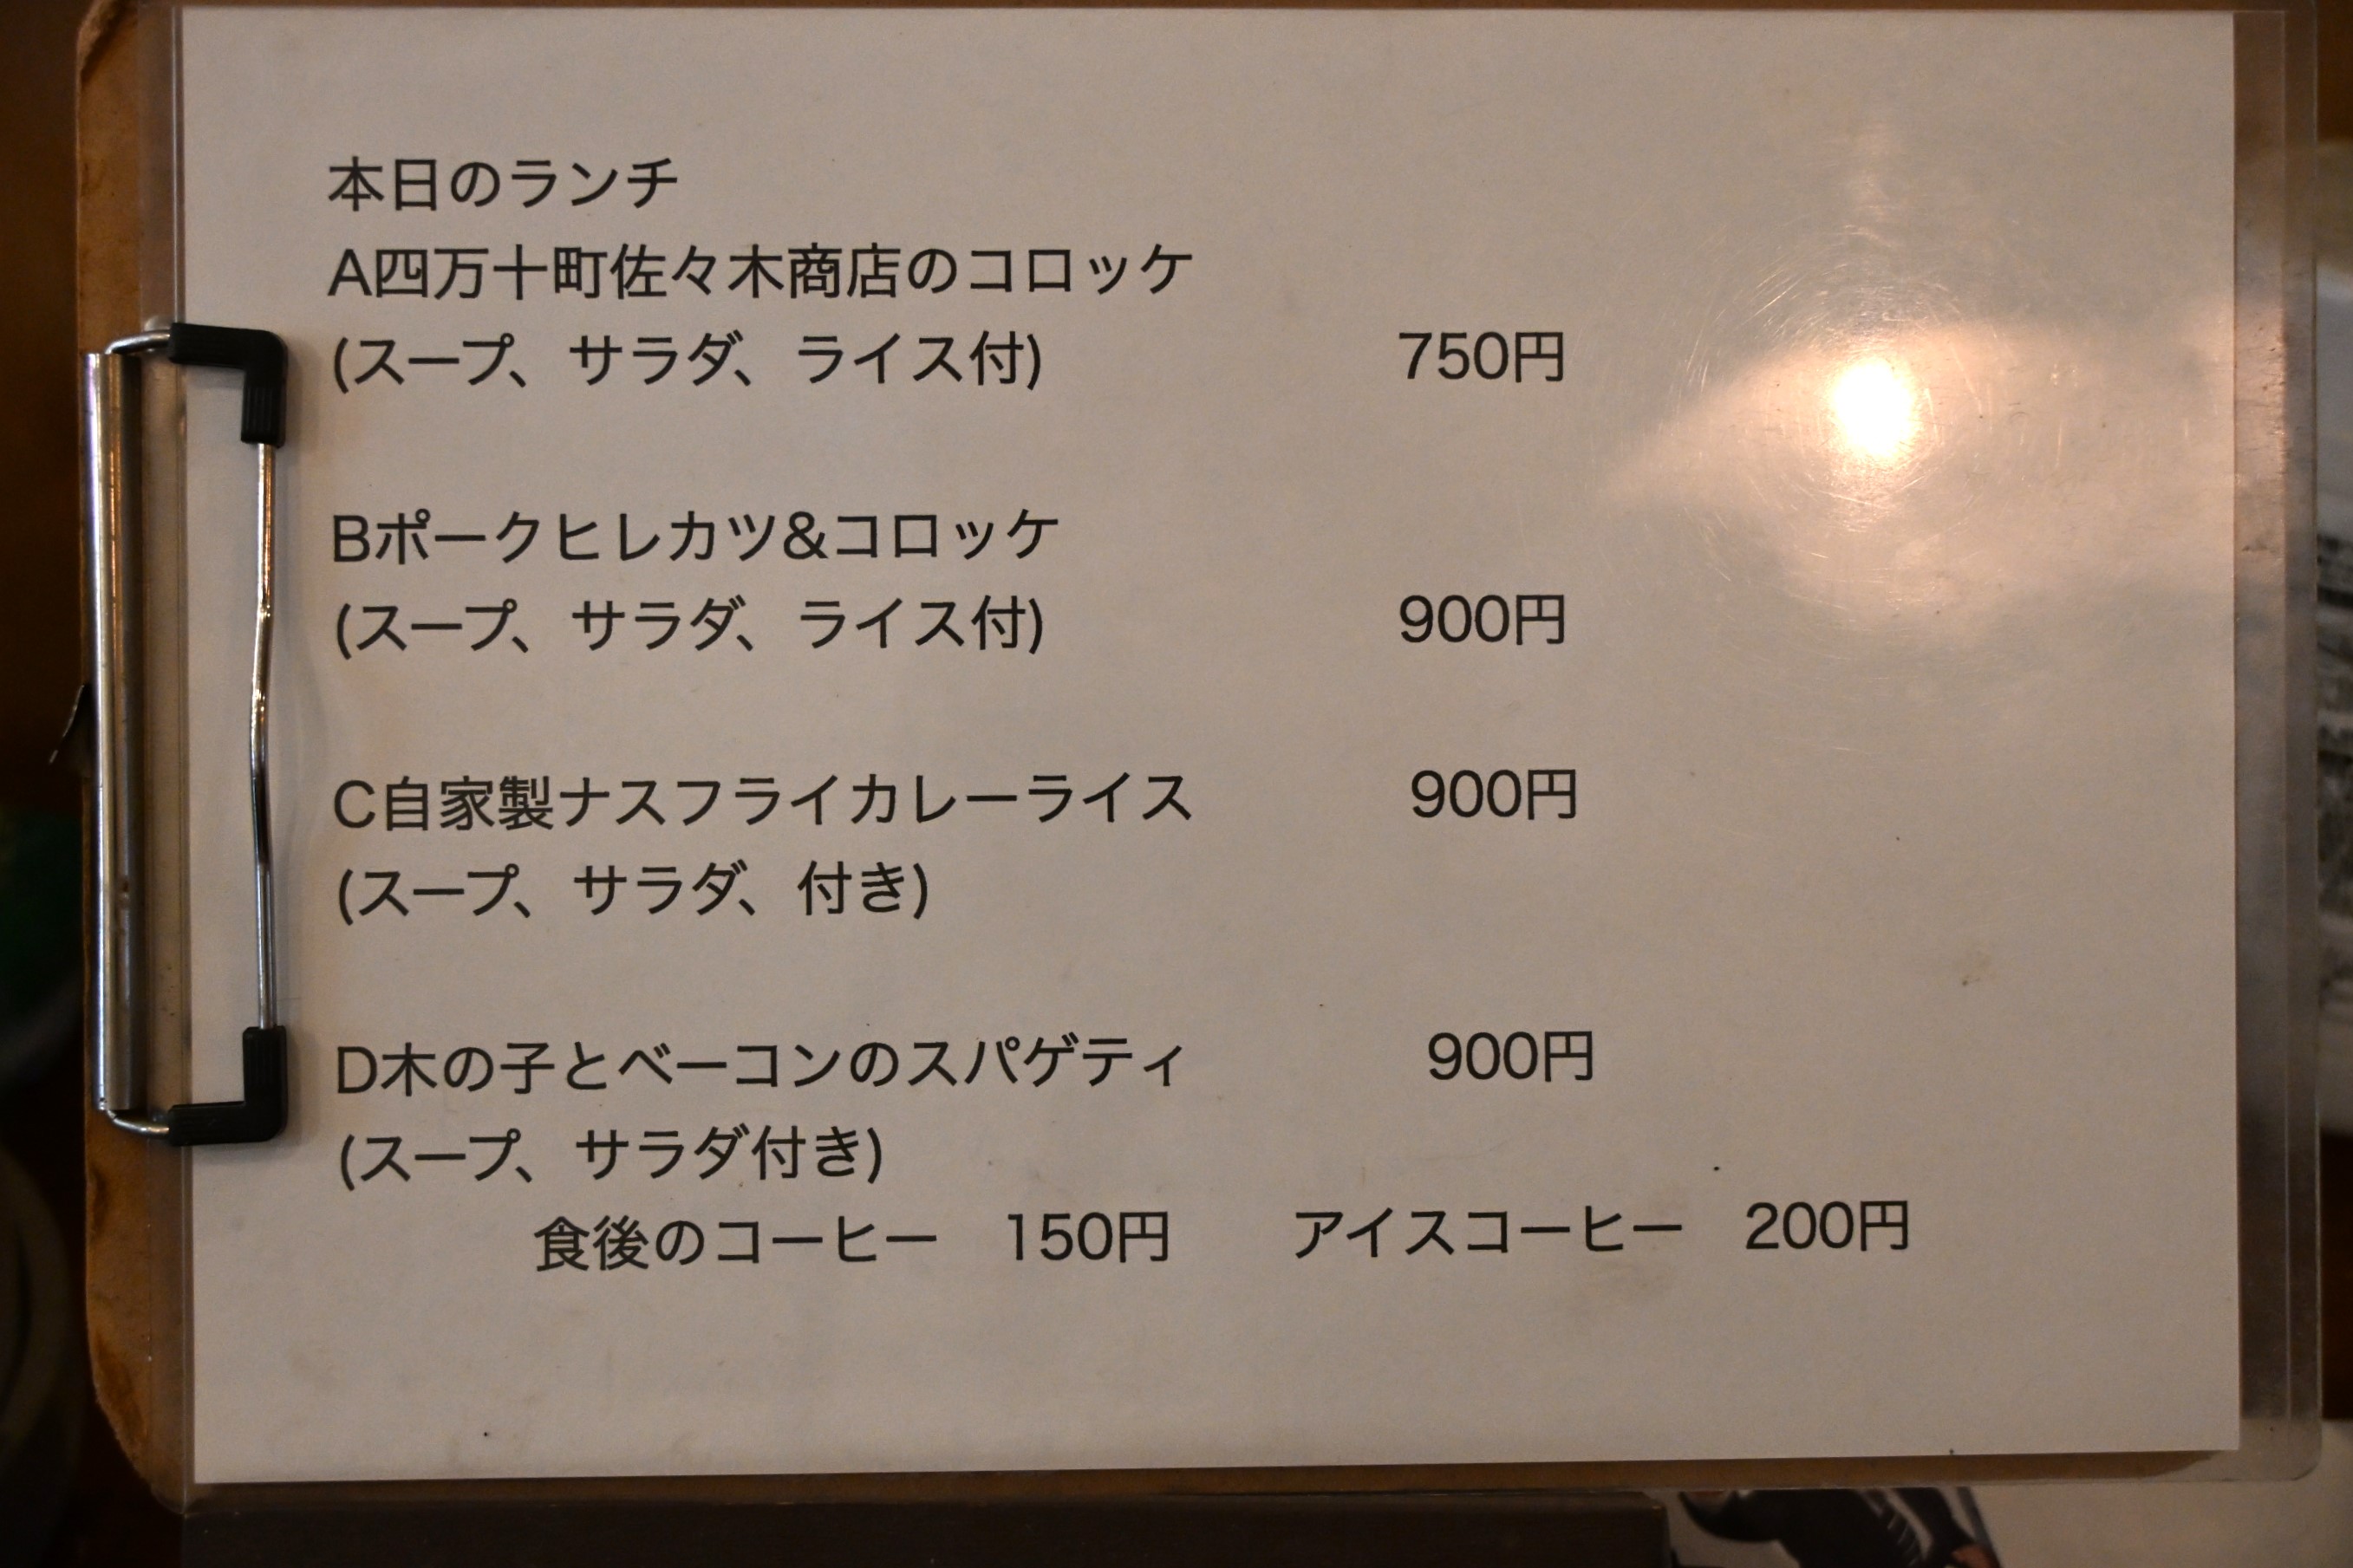 本日のランチ
A四万十町佐々木商店のコロッケ
(スープ、サラダ、ライス付) 750円
Bポークヒレカツ&コロッケ
(スープ、サラダ、ライス付) 900円
C自家製ナスフライカレーライス 900円
(スープ、サラダ、付き)
D木の子とベーコンのスパゲティ 900円
(スープ、サラダ付き)
食後のコーヒー 150円 アイスコーヒー 200円